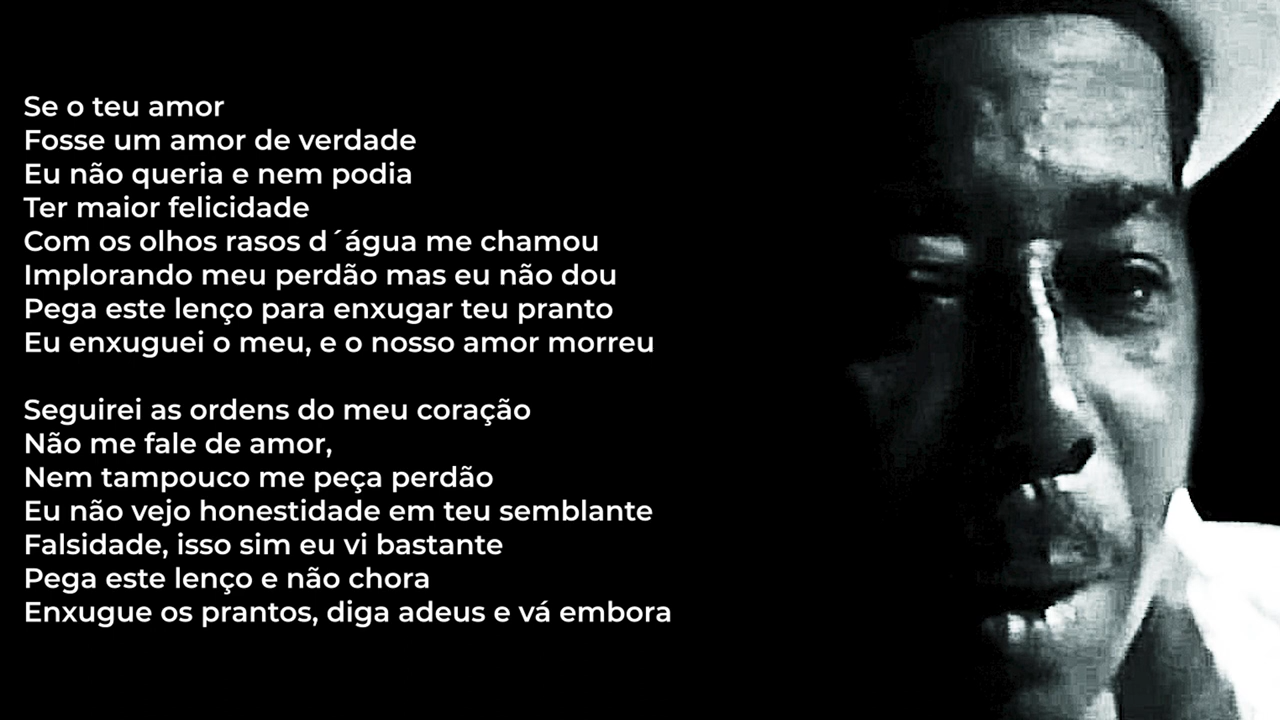 Se o teu amor
Fosse um amor de verdade
Eu não queria e nem podia
Ter maior felicidade
Com os olhos rasos d´água me chamou
Implorando meu perdão mas eu não dou
Pega este lenço para enxugar teu pranto
Eu enxuguei o meu, e o nosso amor morreu
Seguirei as ordens do meu coração
Não me fale de amor,
Nem tampouco me peça perdão
Eu não vejo honestidade em teu semblante
Falsidade, isso sim eu vi bastante
Pega este lenço e não chora
Enxugue os prantos, diga adeus e vá embora